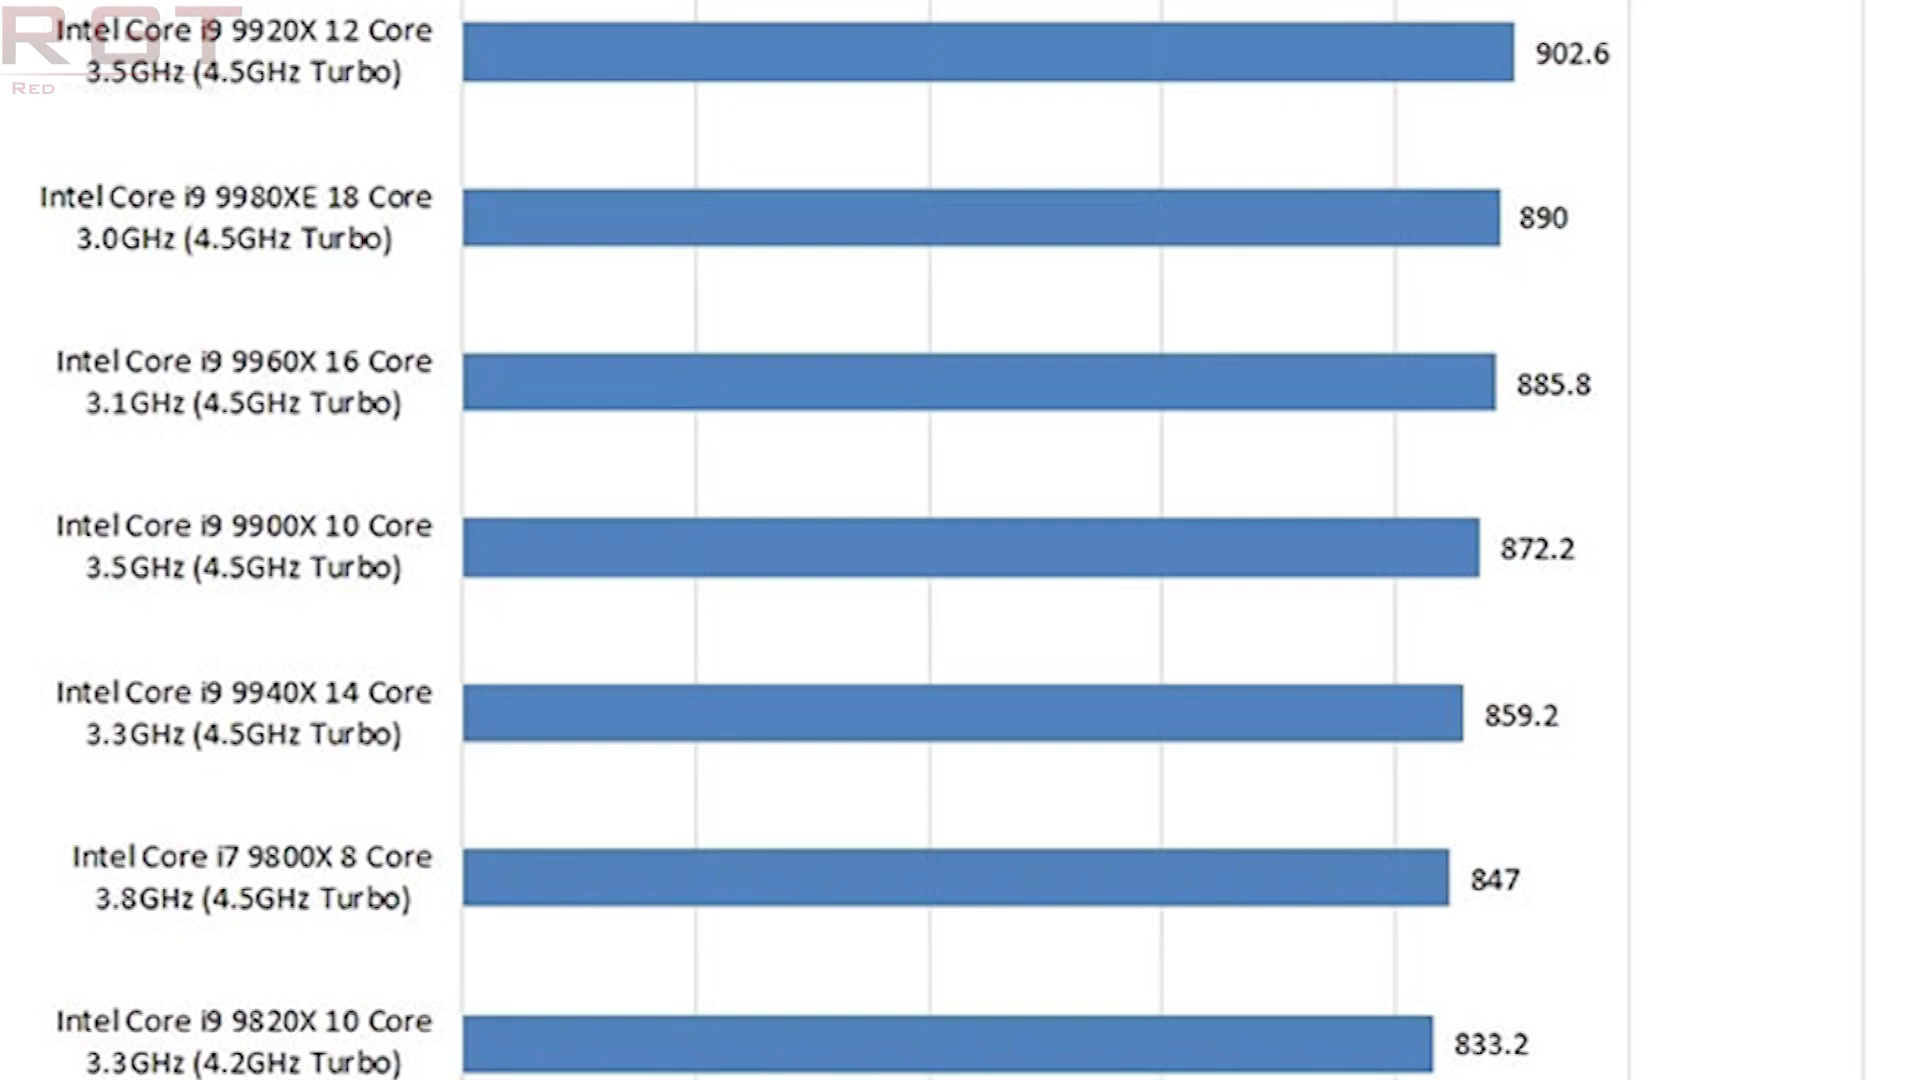 ROT
RED
Intel Core i9 9920X 12 Core
3.5GHz (4.5GHz Turbo)
902.6
Intel Core i9 9980XE 18 Core
3.0GHz (4.5GHz Turbo)
890
Intel Core i9 9960X 16 Core
3.1GHz (4.5GHz Turbo)
885.8
Intel Core i9 9900X 10 Core
3.5GHz (4.5GHz Turbo)
872.2
Intel Core i9 9940X 14 Core
3.3GHz (4.5GHz Turbo)
859.2
Intel Core i7 9800X 8 Core
3.8GHz (4.5GHz Turbo)
847
Intel Core i9 9820X 10 Core
3.3GHz (4.2GHz Turbo)
833.2